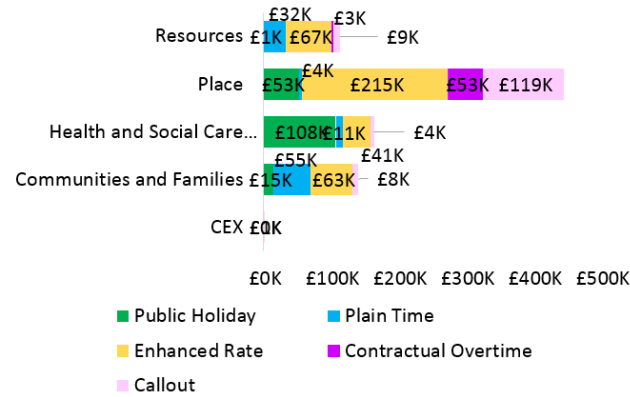 £32K £3K
Resources £1K £67K £9K
£4K
Place £53K £215K £53K £119K
Health and Social Care... £108K £11K £4K
£55K £41K
Communities and Families £15K £63K £8K
CEX £0K
£0K £100K £200K £300K £400K £500K
Public Holiday Plain Time
Enhanced Rate Contractual Overtime
Callout